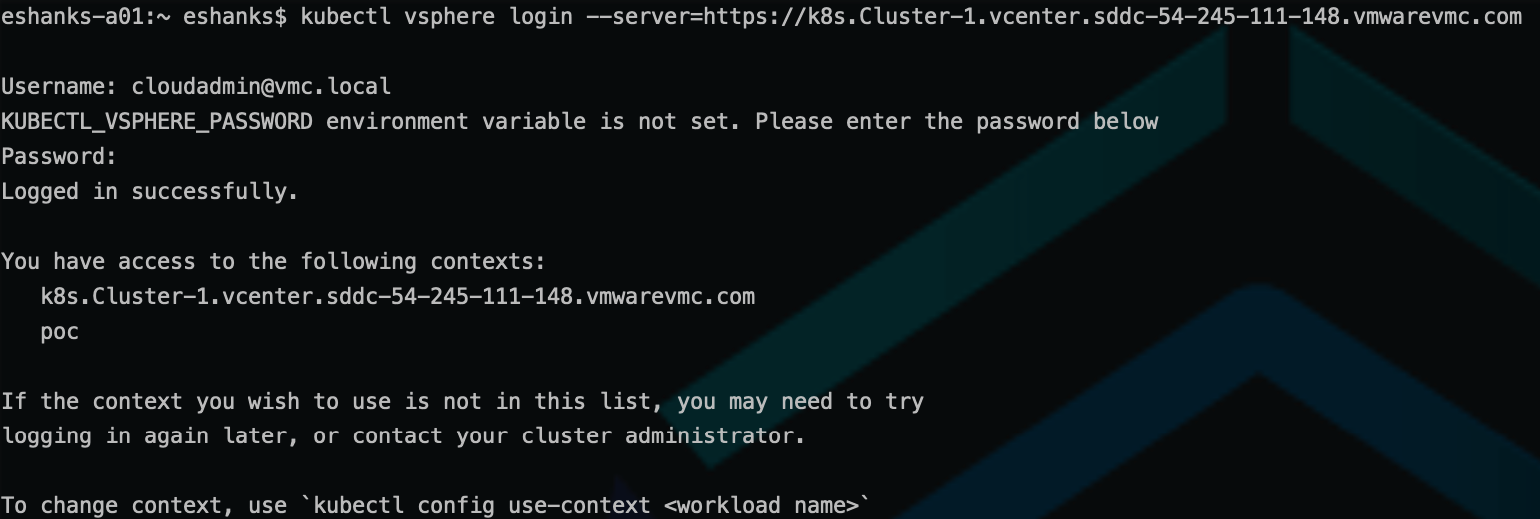 eshanks-a01:~ eshanks$ kubectl vsphere login --server=https://k8s.Cluster-1.vcenter.sddc-54-245-111-148.vmwarevmc.com
Username: cloudadmin@vmc.local
KUBECTL_VSPHERE_PASSWORD environment variable is not set. Please enter the password below
Password:
Logged in successfully.
You have access to the following contexts:
k8s.Cluster-1.vcenter.sddc-54-245-111-148.vmwarevmc.com
poc
If the context you wish to use is not in this list, you may need to try
logging in again later, or contact your cluster administrator.
To change context, use `kubectl config use-context <workload name>`